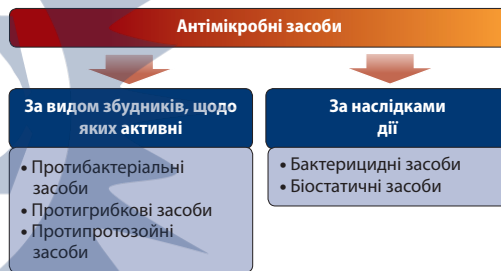 Антімікробні засоби
За видом збудників, щодо
яких активні
• Протибактеріальні
засоби
• Протигрибкові засоби
• Протипротозойні
засоби
За наслідками
дії
• Бактерицидні засоби
• Біостатичні засоби